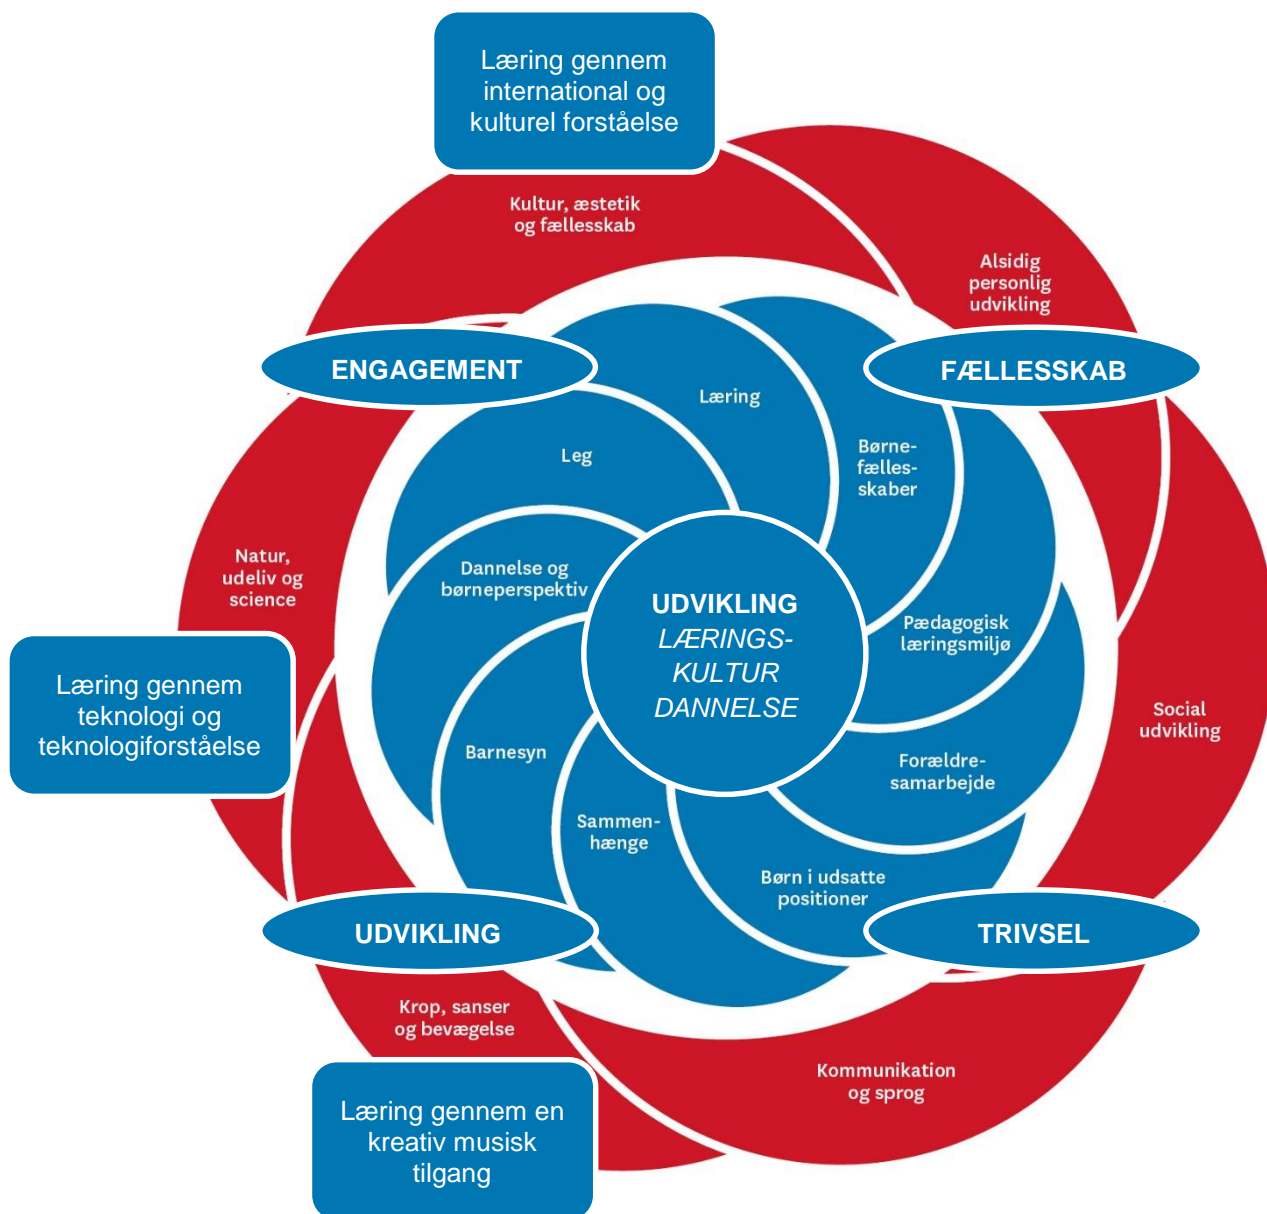 Læring gennem
international og
kulturel forståelse
Kultur, æstetik
og fællesskab
Alsidig
personlig
udvikling
ENGAGEMENT
FÆLLESSKAB
Læring
Leg
Børne-
fælles-
skaber
Natur,
udeliv og
science
Dannelse og
børneperspektiv
UDVIKLING
LÆRINGS-
KULTUR
DANNELSE
Pædagogisk
læringsmiljø
Læring gennem
teknologi og
teknologiforståelse
Social
udvikling
Barnesyn
Forældre-
samarbejde
Sammen-
hænge
Børn i udsatte
positioner
UDVIKLING
TRIVSEL
Krop, sanser
og bevægelse
Kommunikation
og sprog
Læring gennem en
kreativ musisk
tilgang